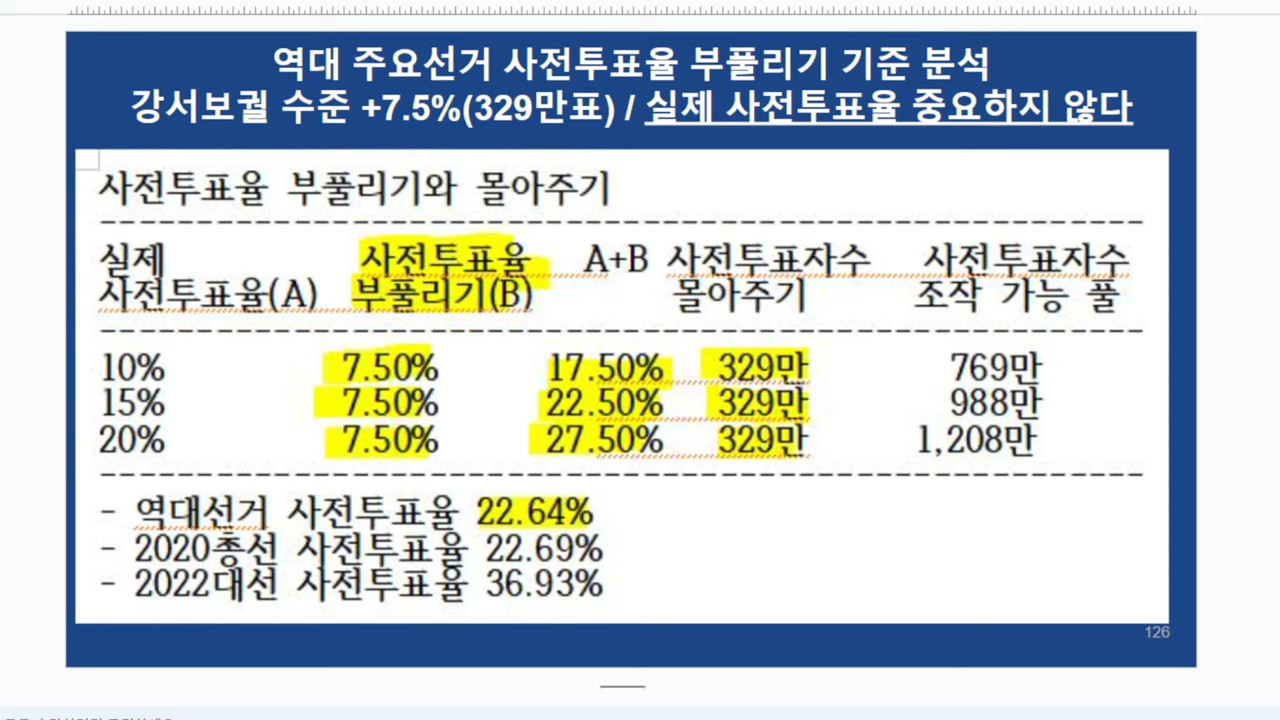 역대 주요선거 사전투표율 부풀리기 기준 분석
강서보궐 수준 +7.5%(329만표) / 실제 사전투표율 중요하지 않다
사전투표율 부풀리기와 몰아주기
실제 사전투표율 A+B 사전투표자수 사전투표자수
사전투표율(A) 부풀리기(B) 몰아주기 조작 가능 풀
10% 7.50% 17.50% 329만 769만
15% 7.50% 22.50% 329만 988만
20% 7.50% 27.50% 329만 1,208만
- 역대선거 사전투표율 22.64%
- 2020총선 사전투표율 22.69%
- 2022대선 사전투표율 36.93%
126